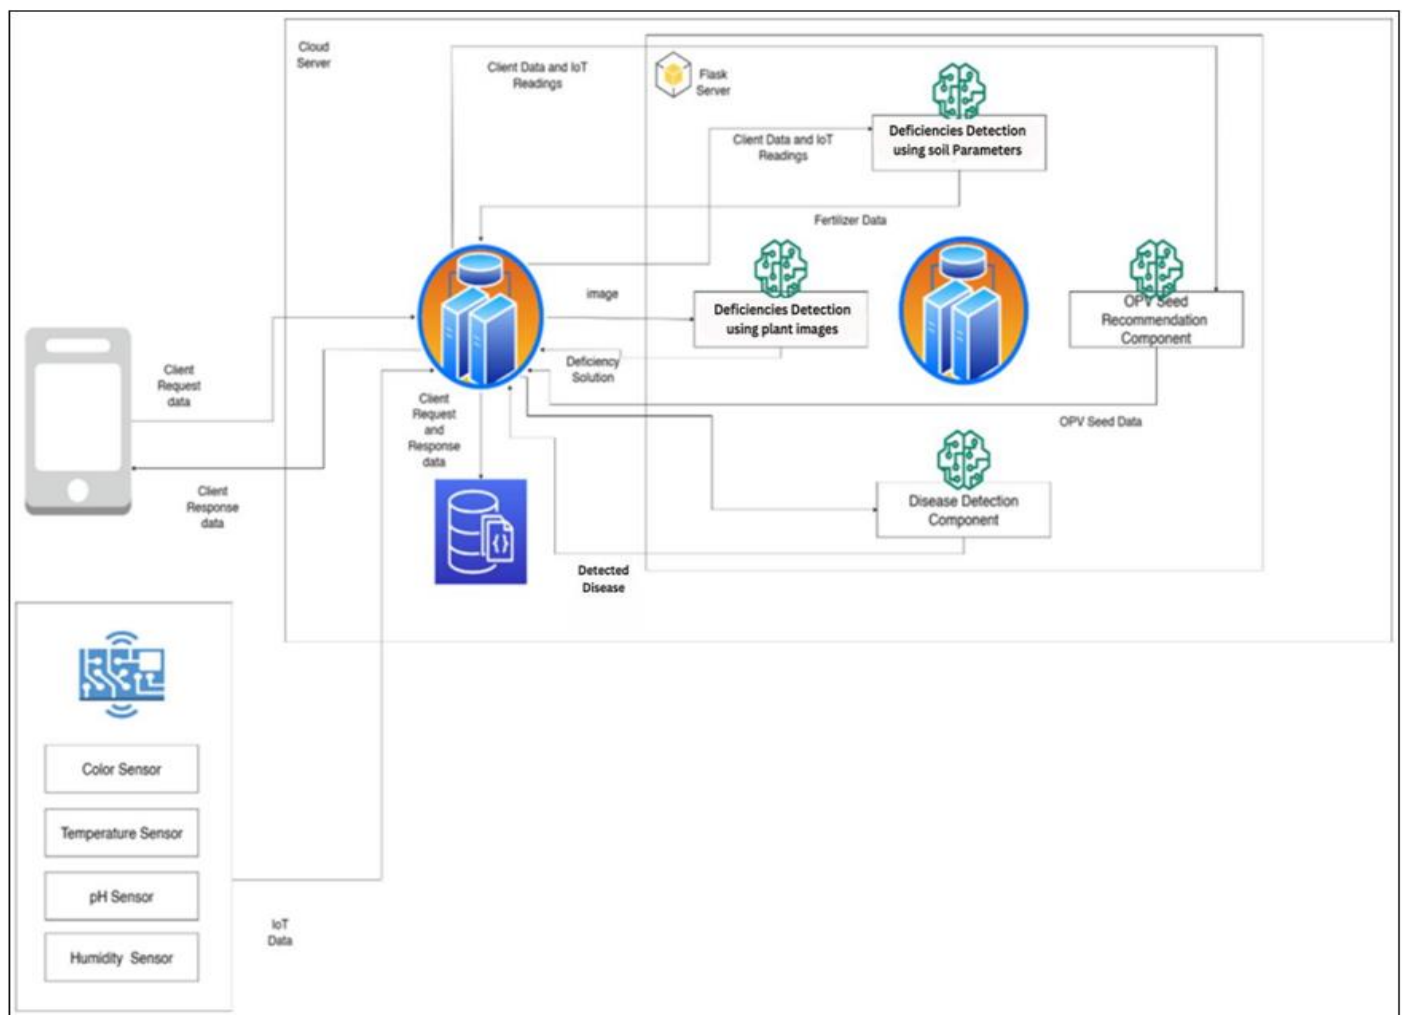 Cloud
Server
Client Data and IoT
Readings
Flask
Server
Client Data and IoT
Readings
Deficiencies Detection
using soil Parameters
Fertilizer Data
image
Deficiencies Detection
using plant images
OPV Seed
Recommendation
Component
Deficiency
Solution
Client
Request
data
Client
Request
and
Response
data
OPV Seed Data
Client
Response
data
Disease Detection
Component
Detected
Disease
Color Sensor
Temperature Sensor
pH Sensor
Humidity Sensor
IoT
Data